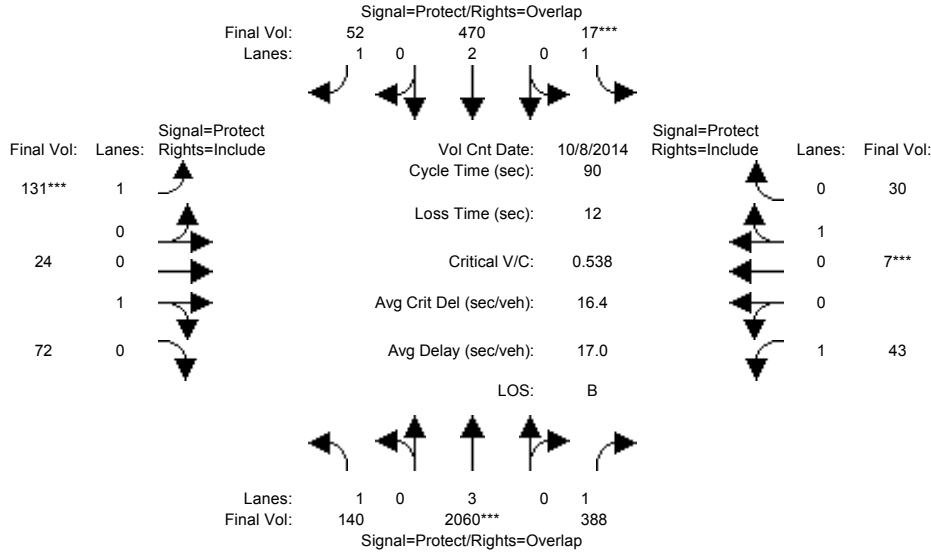 Signal=Protect/Rights=Overlap
Final Vol: 52 470 17***
Lanes: 1 0 2 0 1
Signal=Protect
Final Vol: Lanes: Rights=Include
Vol Cnt Date: 10/8/2014
Signal=Protect
Rights=Include Lanes: Final Vol:
Cycle Time (sec): 90
131*** 1
0 30
Loss Time (sec): 12
0
1
24 0
Critical V/C: 0.538
0 7***
1
Avg Crit Del (sec/veh): 16.4
0
72 0
Avg Delay (sec/veh): 17.0
1 43
LOS: B
Lanes: 1 0 3 0 1
Final Vol: 140 2060*** 388
Signal=Protect/Rights=Overlap